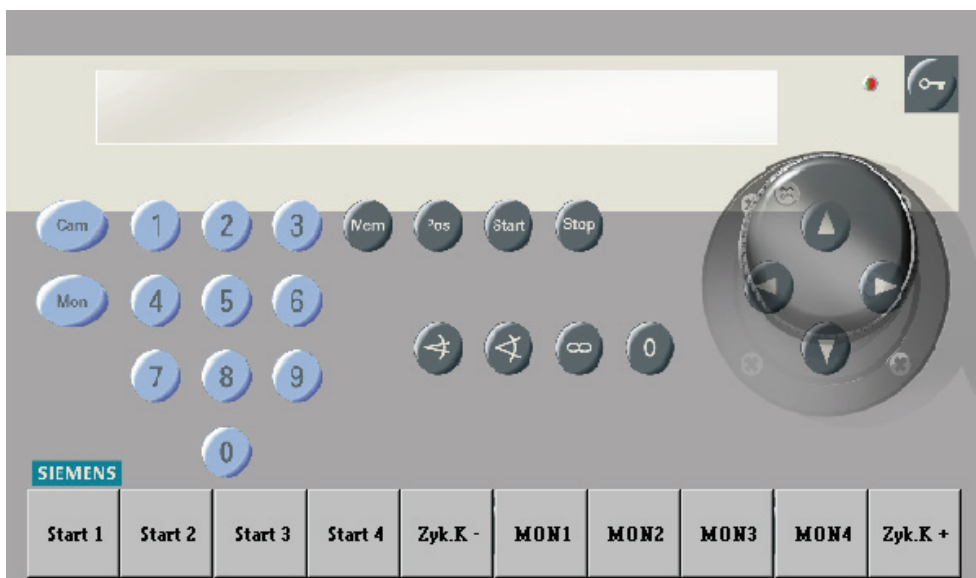 Cam 1 2 3 Mem Pos Start Stop
Mon 4 5 6
7 8 9 0
0
SIEMENS
Start 1 Start 2 Start 3 Start 4 Zyk.K - MON1 MON2 MON3 MON4 Zyk.K +